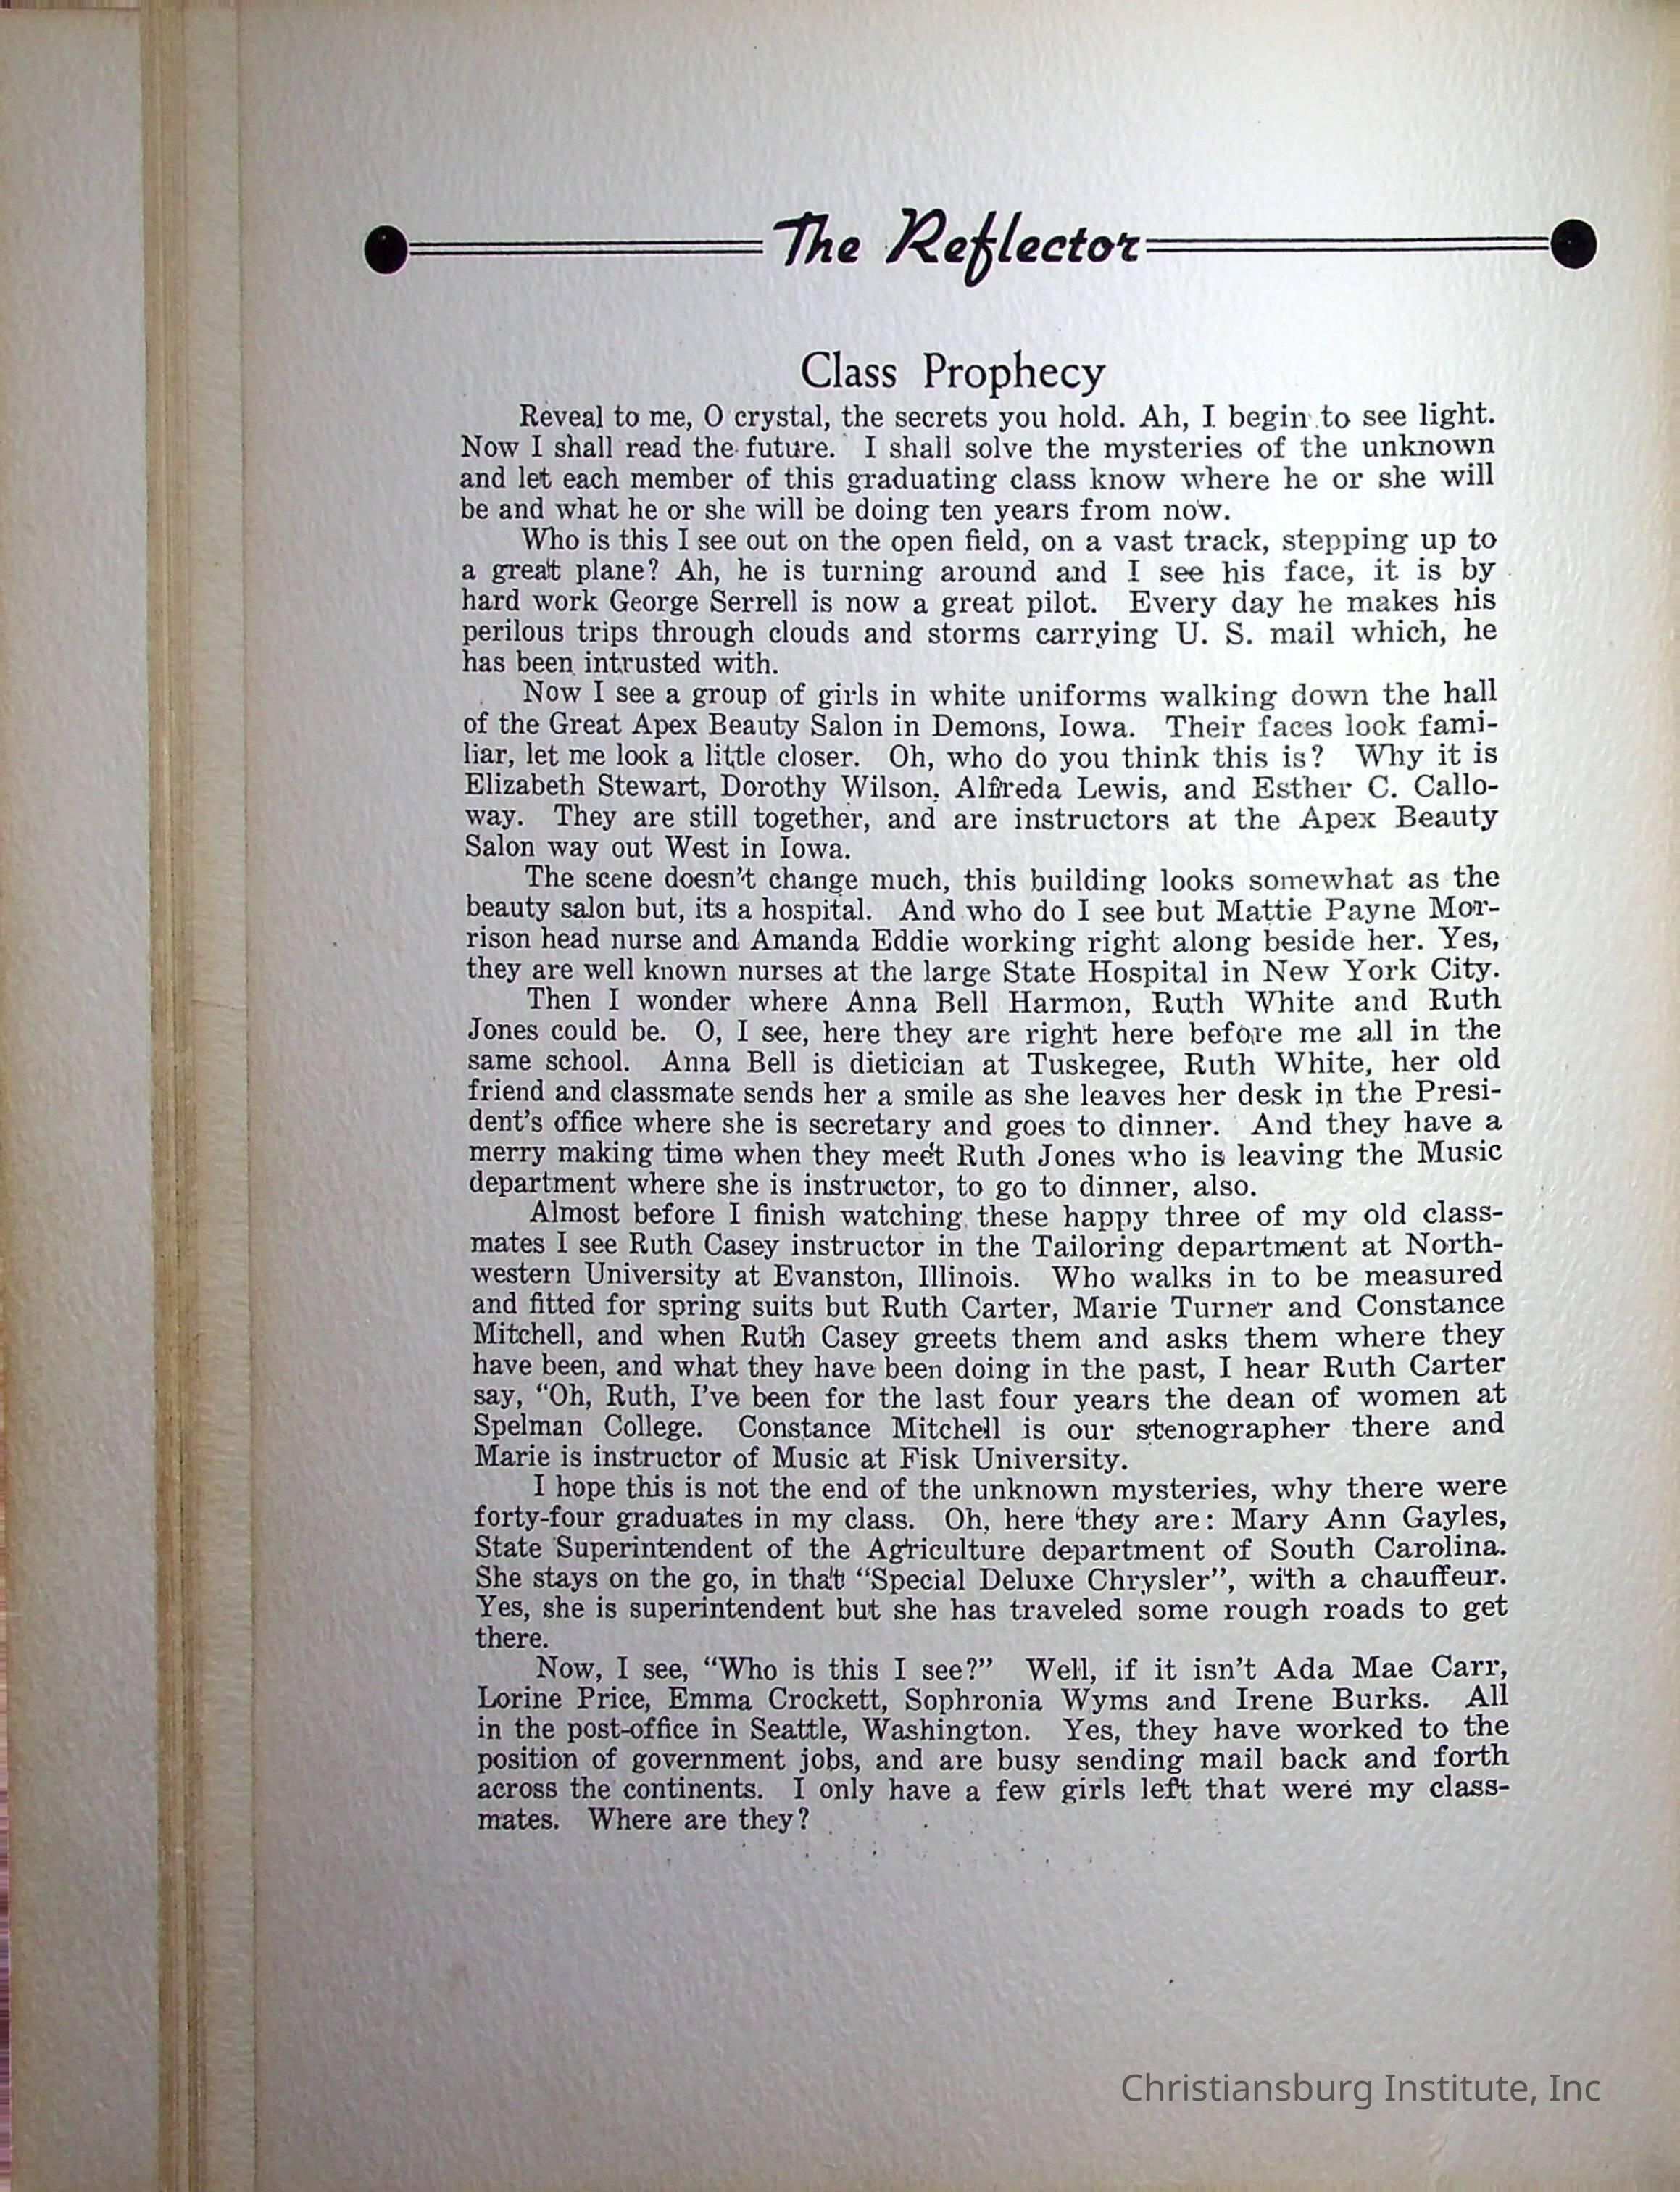 The Reflector
Class Prophecy
Reveal to me, O crystal, the secrets you hold. Ah, I begin to see light.
Now I shall read the future. I shall solve the mysteries of the unknown
and let each member of this graduating class know where he or she will
be and what he or she will be doing ten years from now.
Who is this I see out on the open field, on a vast track, stepping up to
a great plane? Ah, he is turning around and I see his face, it is by
hard work George Serrell is now a great pilot. Every day he makes his
perilous trips through clouds and storms carrying U. S. mail which, he
has been intrusted with.
Now I see a group of girls in white uniforms walking down the hall
of the Great Apex Beauty Salon in Demons, Iowa. Their faces look fami-
liar, let me look a little closer. Oh, who do you think this is? Why it is
Elizabeth Stewart, Dorothy Wilson, Alfreda Lewis, and Esther C. Callo-
way. They are still together, and are instructors at the Apex Beauty
Salon way out West in Iowa.
The scene doesn't change much, this building looks somewhat as the
beauty salon but, its a hospital. And who do I see but Mattie Payne Mor-
rison head nurse and Amanda Eddie working right along beside her. Yes,
they are well known nurses at the large State Hospital in New York City.
Then I wonder where Anna Bell Harmon, Ruth White and Ruth
Jones could be. O, I see, here they are right here before me all in the
same school. Anna Bell is dietician at Tuskegee, Ruth White, her old
friend and classmate sends her a smile as she leaves her desk in the Presi-
dent's office where she is secretary and goes to dinner. And they have a
merry making time when they meet Ruth Jones who is leaving the Music
department where she is instructor, to go to dinner, also.
Almost before I finish watching these happy three of my old class-
mates I see Ruth Casey instructor in the Tailoring department at North-
western University at Evanston, Illinois. Who walks in to be measured
and fitted for spring suits but Ruth Carter, Marie Turner and Constance
Mitchell, and when Ruth Casey greets them and asks them where they
have been, and what they have been doing in the past, I hear Ruth Carter
say, "Oh, Ruth, I've been for the last four years the dean of women at
Spelman College. Constance Mitchell is our stenographer there and
Marie is instructor of Music at Fisk University.
I hope this is not the end of the unknown mysteries, why there were
forty-four graduates in my class. Oh, here they are: Mary Ann Gayles,
State Superintendent of the Agriculture department of South Carolina.
She stays on the go, in that "Special Deluxe Chrysler", with a chauffeur.
Yes, she is superintendent but she has traveled some rough roads to get
there.
Now, I see, "Who is this I see?" Well, if it isn't Ada Mae Carr,
Lorine Price, Emma Crockett, Sophronia Wyms and Irene Burks. All
in the post-office in Seattle, Washington. Yes, they have worked to the
position of government jobs, and are busy sending mail back and forth
across the continents. I only have a few girls left that were my class-
mates. Where are they?
Christiansburg Institute, Inc